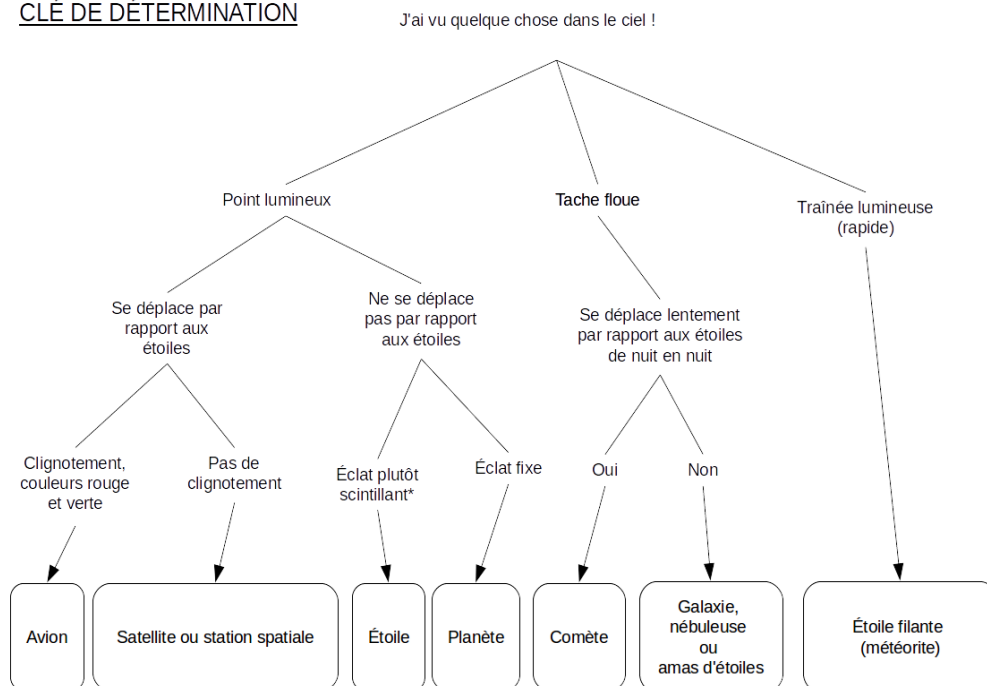 CLÉ DE DÉTERMINATION
J'ai vu quelque chose dans le ciel !
Point lumineux
Tache floue
Traînée lumineuse
(rapide)
Se déplace par
rapport aux
étoiles
Ne se déplace
pas par rapport
aux étoiles
Se déplace lentement
par rapport aux étoiles
de nuit en nuit
Clignotement,
couleurs rouge
et verte
Pas de
clignotement
Éclat plutôt
scintillant*
Éclat fixe
Oui
Non
Avion
Satellite ou station spatiale
Étoile
Planète
Comète
Galaxie,
nébuleuse
ou
amas d'étoiles
Étoile filante
(météorite)